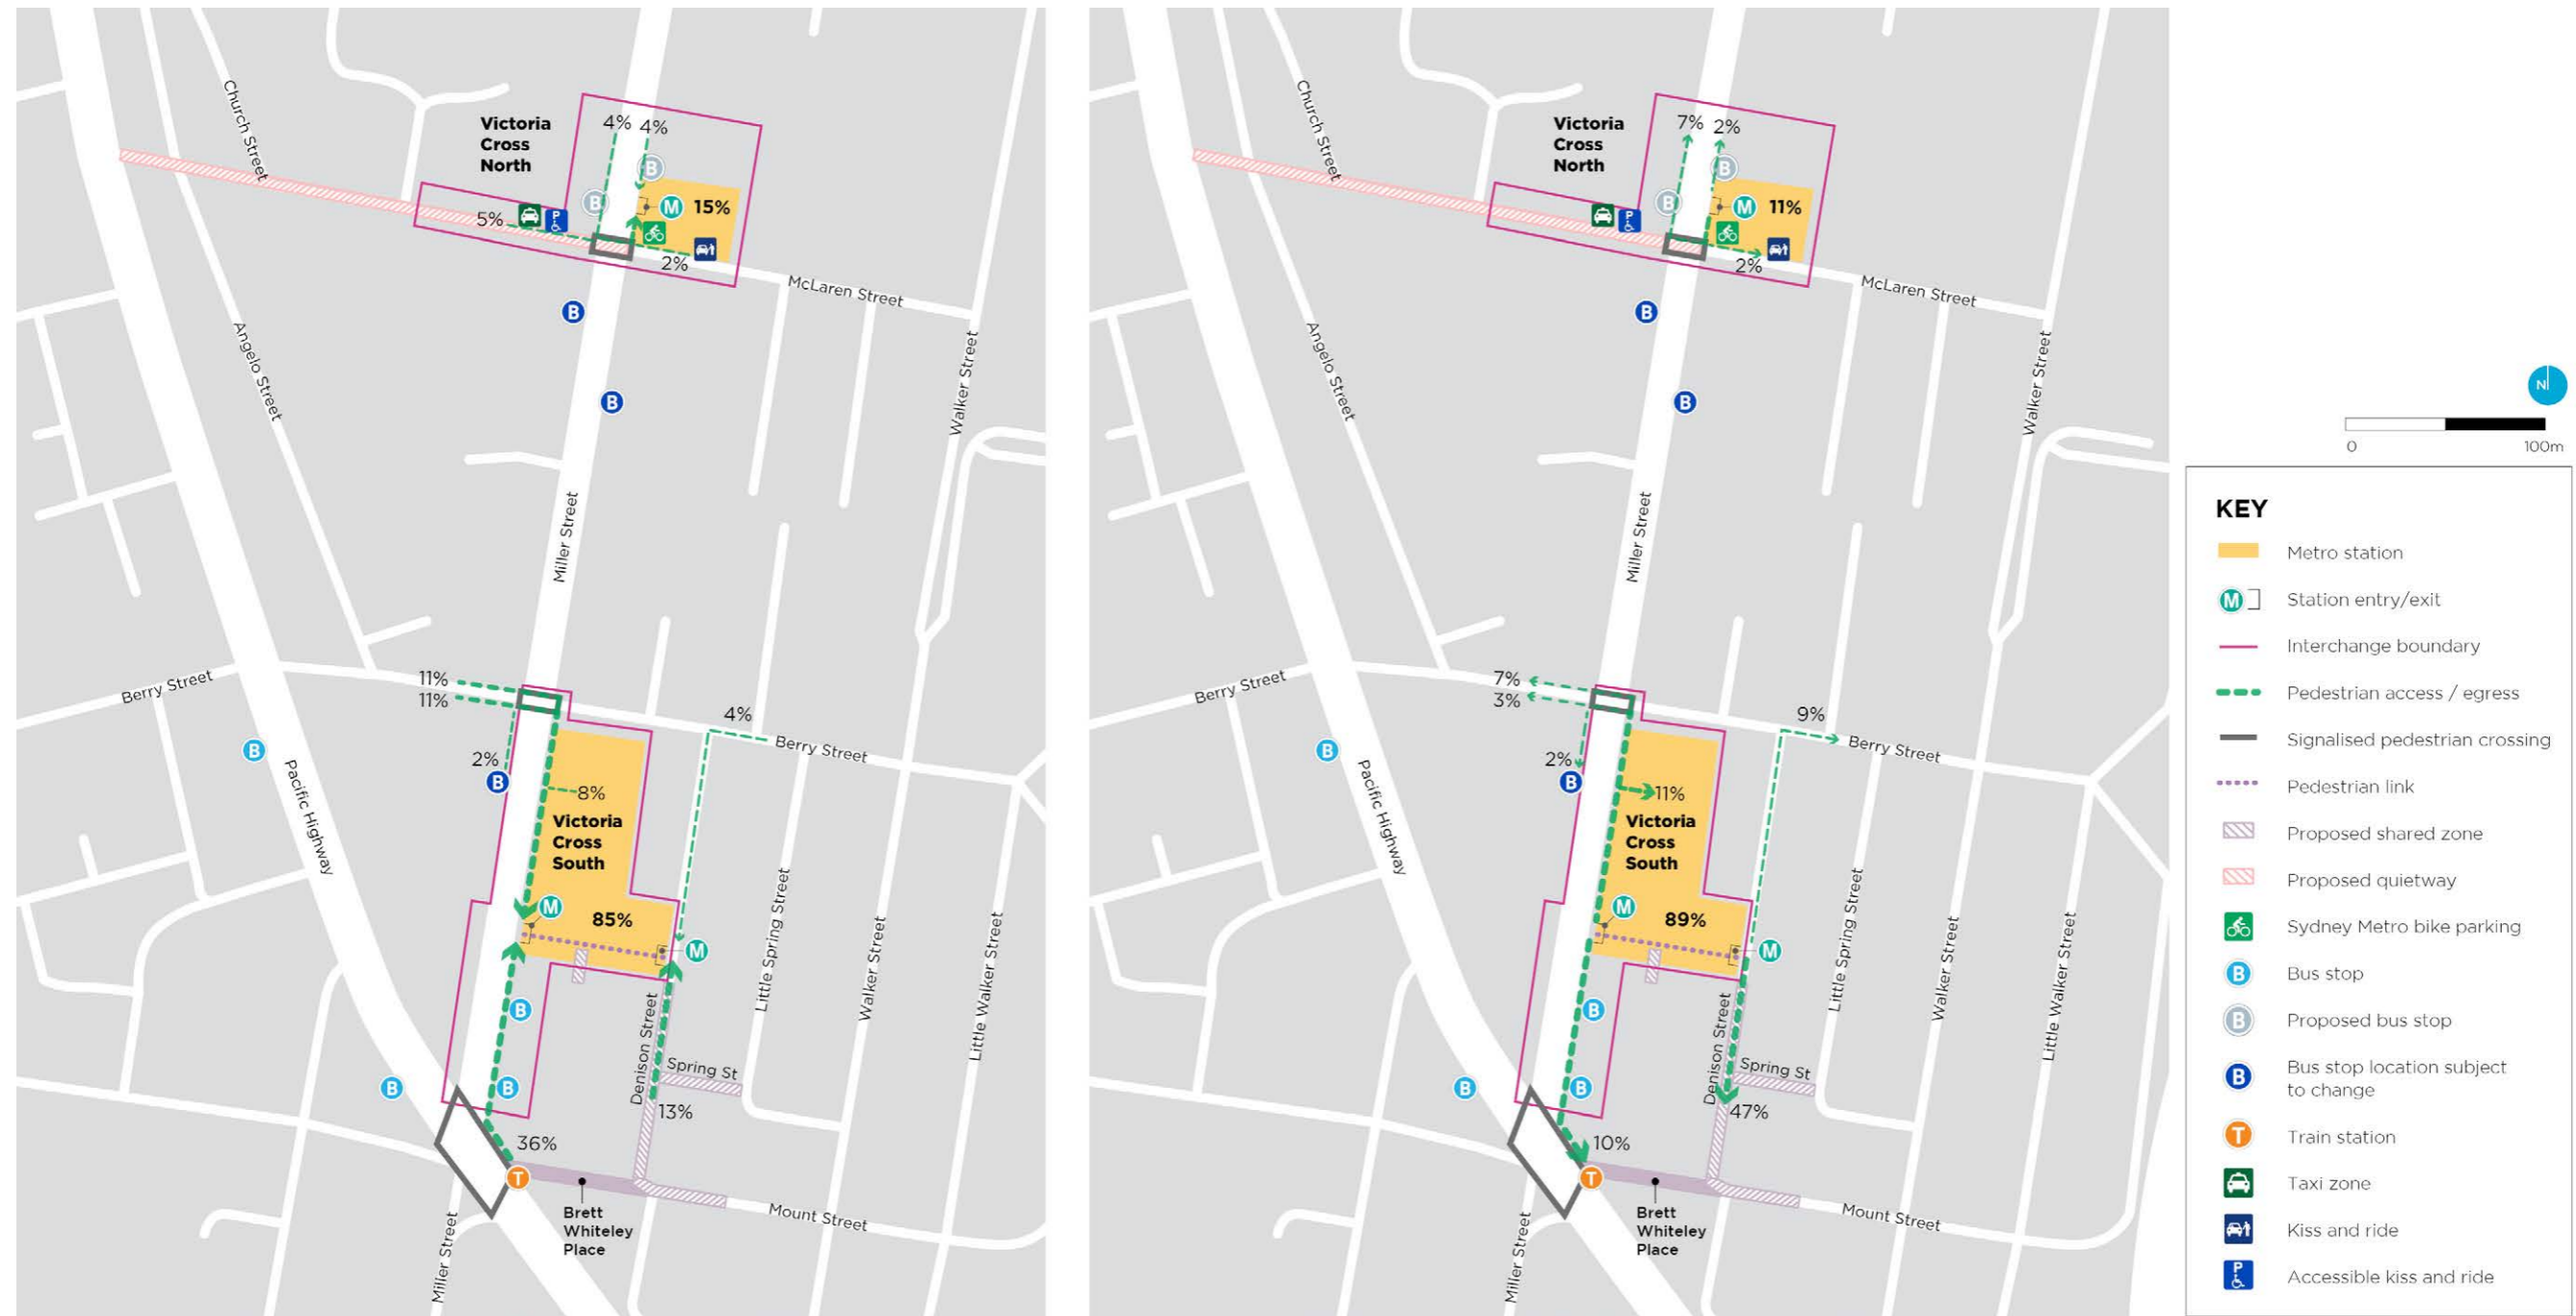 Church Street
Victoria
Cross
North
4%
4%
B
B
M
15%
5%
P
2%
McLaren Street
B
Angelo Street
B
Walker Street
Miller Street
Berry Street
11%
11%
4%
Berry Street
2%
B
B
8%
Pacific Highway
Victoria
Cross
South
M
85%
M
Little Spring Street
Walker Street
Little Walker Street
B
Denison Street
Spring St
B
B
13%
36%
T
Brett
Whiteley
Place
Mount Street
Miller Street
Church Street
Victoria
Cross
North
7%
2%
B
B
M
11%
P
2%
McLaren Street
B
Angelo Street
B
Walker Street
Miller Street
Berry Street
7%
3%
9%
Berry Street
2%
B
B
11%
Pacific Highway
Victoria
Cross
South
M
89%
M
Little Spring Street
Walker Street
Little Walker Street
B
Denison Street
Spring St
B
B
47%
10%
T
Brett
Whiteley
Place
Mount Street
Miller Street
N
0
100m
KEY
Metro station
M Station entry/exit
Interchange boundary
Pedestrian access / egress
Signalised pedestrian crossing
Pedestrian link
Proposed shared zone
Proposed quietway
Sydney Metro bike parking
B Bus stop
B Proposed bus stop
B Bus stop location subject
to change
T Train station
Taxi zone
Kiss and ride
P Accessible kiss and ride